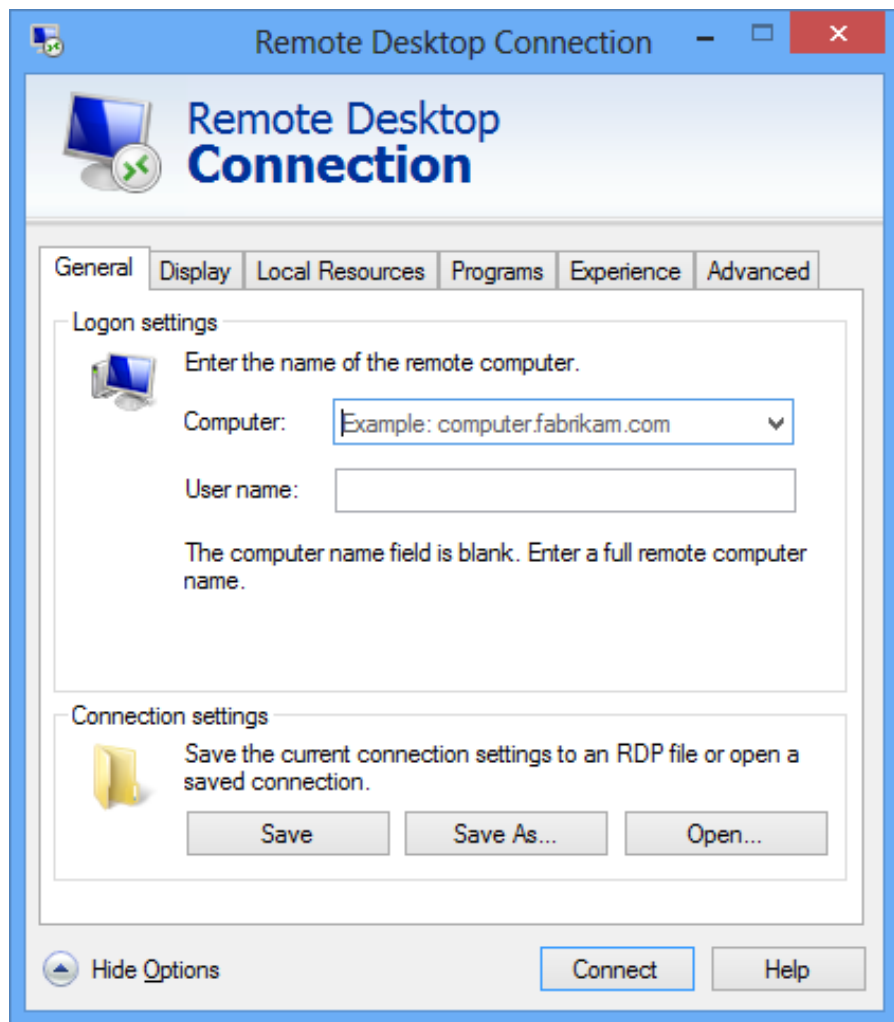 Remote Desktop Connection
Remote Desktop
Connection
General Display Local Resources Programs Experience Advanced
Logon settings
Enter the name of the remote computer.
Computer: Example: computer.fabrikam.com
User name:
The computer name field is blank. Enter a full remote computer
name.
Connection settings
Save the current connection settings to an RDP file or open a
saved connection.
Save Save As... Open...
Hide Options Connect Help